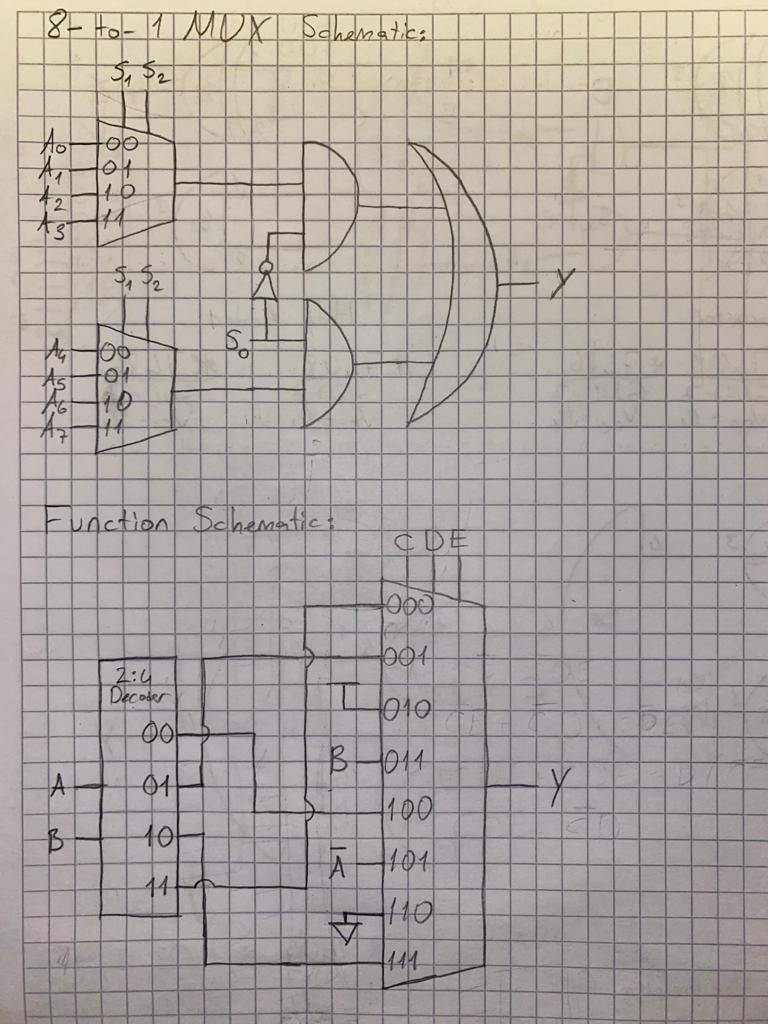 8-to-1 MUX Schematic:
S₁ S₂
A₀ 00
A₁ 01
A₂ 10
A₃ 11
S₁ S₂
S₀
A₄ 00
A₅ 01
A₆ 10
A₇ 11
Y
Function Schematic:
C D E
000
001
010
B 011
100
A̅ 101
110
111
2:4
Decoder
00
A 01
B 10
11
Y